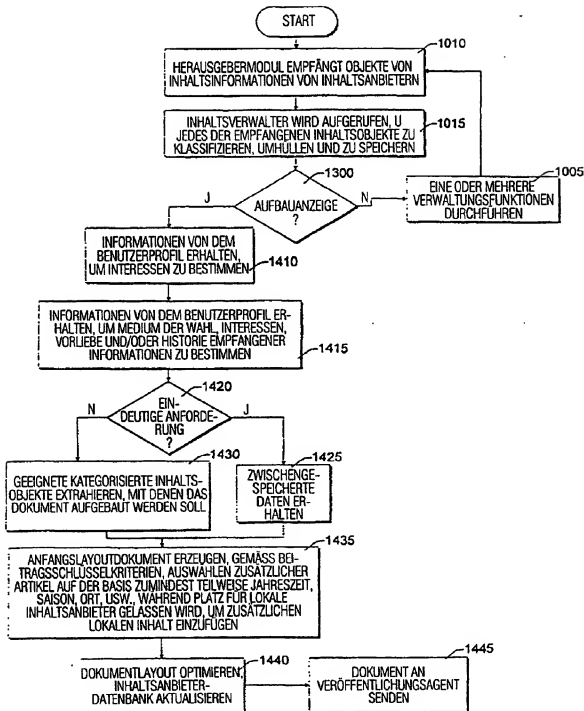 START
1010
HERAUSGEBERMODUL EMPFÄNGT OBJEKTE VON
INHALTSINFORMATIONEN VON INHALTSANBIETERN
1015
INHALTSVERWALTER WIRD AUFGERUFEN, U
JEDES DER EMPFANGENEN INHALTSOBJEKTE ZU
KLASSIFIZIEREN, UMHÜLLEN UND ZU SPEICHERN
1300
J
AUFBAUANZEIGE
?
N
1005
EINE ODER MEHRERE
VERWALTUNGSFUNKTIONEN
DURCHFÜHREN
INFORMATIONEN VON DEM
BENUTZERPROFIL ERHALTEN,
UM INTERESSEN ZU BESTIMMEN
1410
INFORMATIONEN VON DEM BENUTZERPROFIL ER-
HALTEN, UM MEDIUM DER WAHL, INTERESSEN,
VORLIEBE UND/ODER HISTORIE EMPFANGENER
INFORMATIONEN ZU BESTIMMEN
1415
1420
N
EIN-
DEUTIGE ANFORDE-
RUNG
?
J
1430
GEEIGNETE KATEGORISIERTE INHALTS-
OBJEKTE EXTRAHIEREN, MIT DENEN DAS
DOKUMENT AUFGEBAUT WERDEN SOLL
1425
ZWISCHENGE-
SPEICHERTE
DATEN ER-
HALTEN
1435
ANFANGSLAYOUTDOKUMENT ERZEUGEN, GEMÄSS BEI-
TRAGSSCHLÜSSELKRITERIEN, AUSWÄHLEN ZUSÄTZLICHER
ARTIKEL AUF DER BASIS ZUMINDEST TEILWEISE JAHRESZEIT,
SAISON, ORT, USW., WÄHREND PLATZ FÜR LOKALE
INHALTSANBIETER GELASSEN WIRD, UM ZUSÄTZLICHEN
LOKALEN INHALT EINZUFÜGEN
1440
DOKUMENTLAYOUT OPTIMIEREN,
INHALTSANBIETER-
DATENBANK AKTUALISIEREN
1445
DOKUMENT AN
VERÖFFENTLICHUNGSAGENT
SENDEN